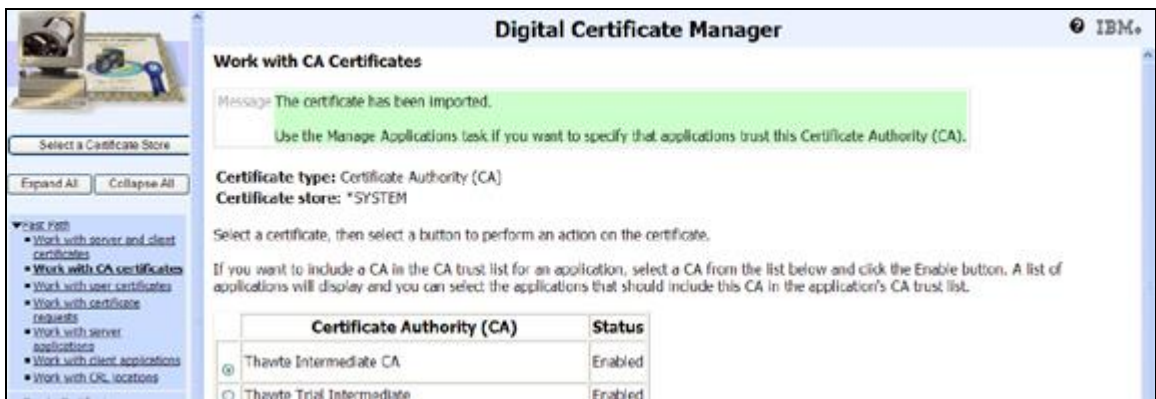 Digital Certificate Manager
IBM
Select a Certificate Store
Expand All
Collapse All
Fast Path
Work with server and client
certificates
Work with CA certificates
Work with user certificates
Work with certificate
requests
Work with server
applications
Work with client applications
Work with CRL locations
Work with CA Certificates
Message The certificate has been imported.
Use the Manage Applications task if you want to specify that applications trust this Certificate Authority (CA).
Certificate type: Certificate Authority (CA)
Certificate store: *SYSTEM
Select a certificate, then select a button to perform an action on the certificate.
If you want to include a CA in the CA trust list for an application, select a CA from the list below and click the Enable button. A list of
applications will display and you can select the applications that should include this CA in the application's CA trust list.
Certificate Authority (CA) Status
Thawte Intermediate CA Enabled
Thawte Trial Intermediate Enabled